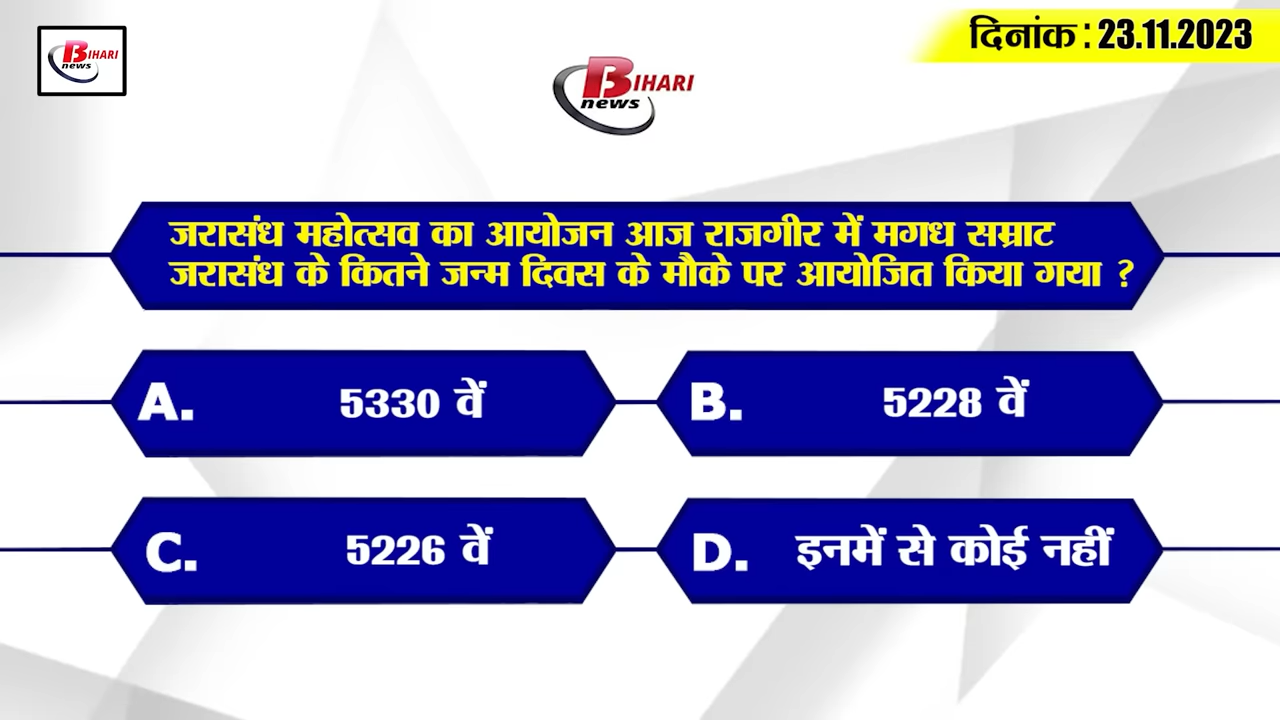 BIHARI
news
दिनांक : 23.11.2023
BIHARI
news
जरासंध महोत्सव का आयोजन आज राजगीर में मगध सम्राट
जरासंध के कितने जन्म दिवस के मौके पर आयोजित किया गया ?
A. 5330 वें
B. 5228 वें
C. 5226 वें
D. इनमें से कोई नहीं